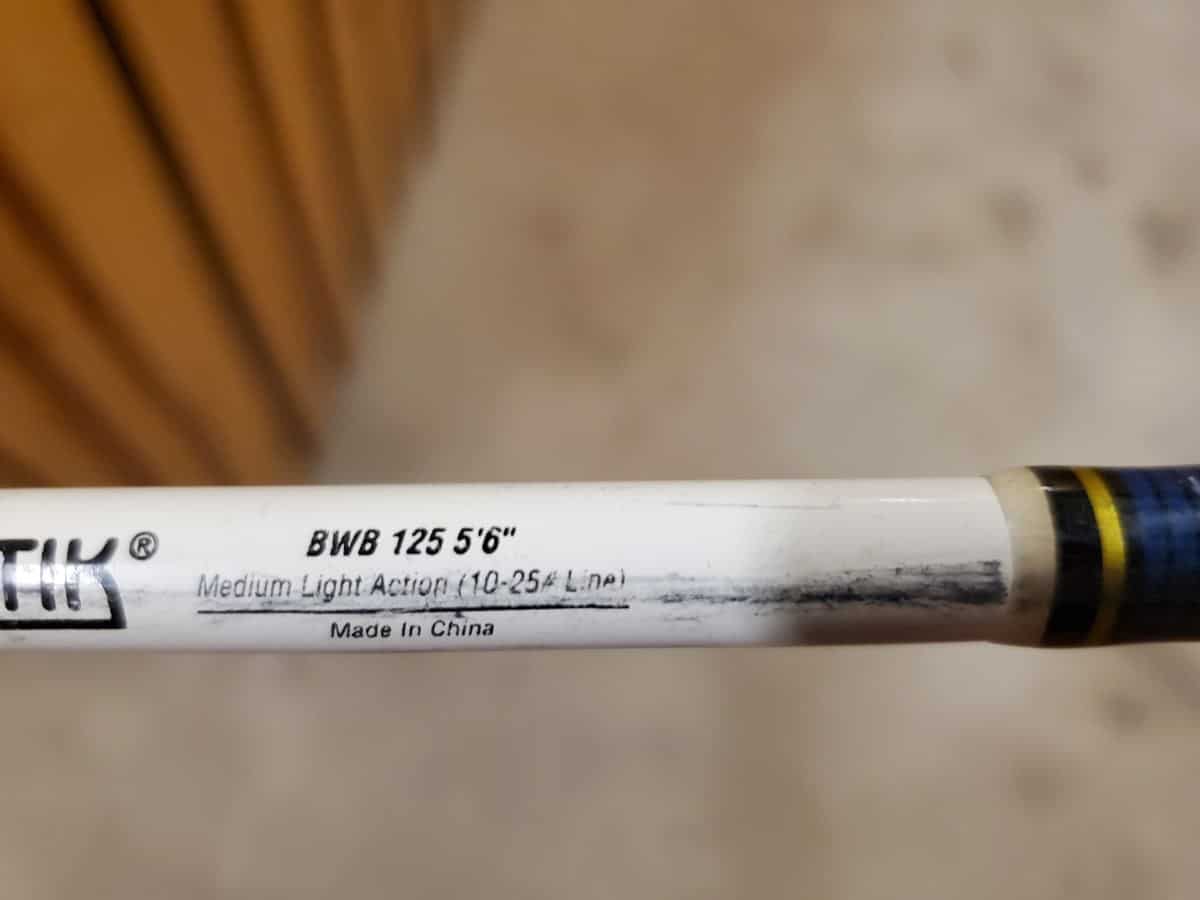 TIK®
BWB 125 5'6"
Medium Light Action (10-25# Line)
Made In China